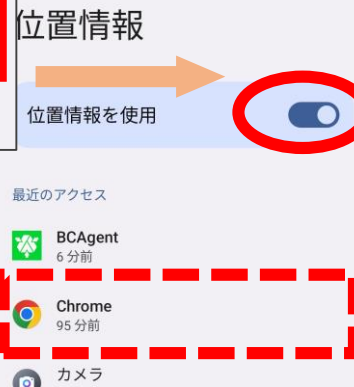 位置情報
位置情報を使用
最近のアクセス
BCAgent
6 分前
Chrome
95 分前
カメラ